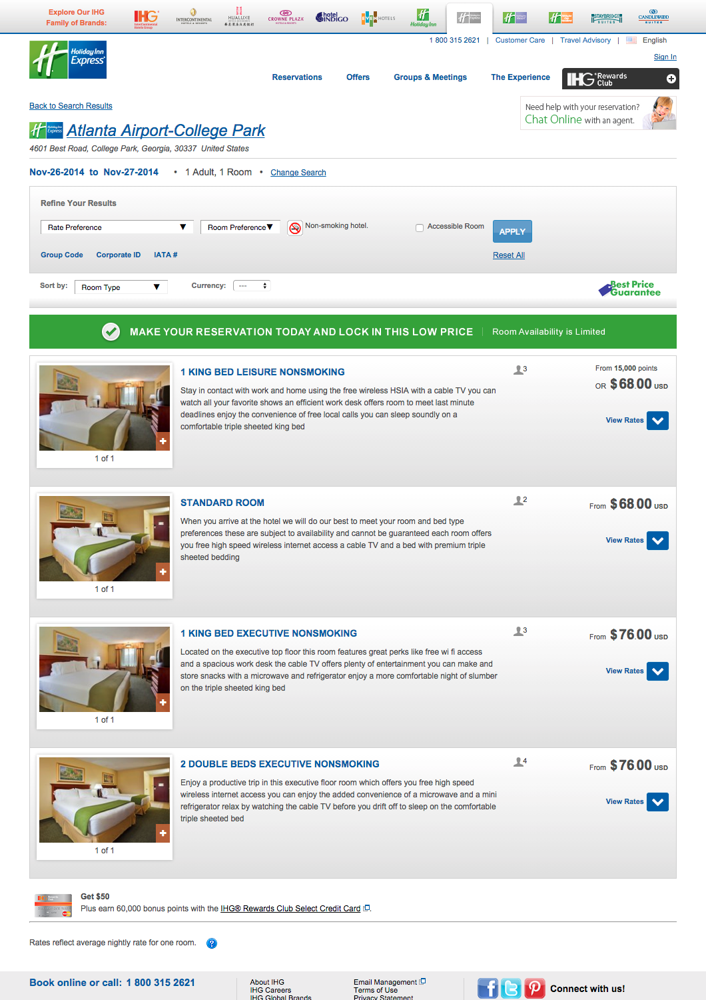 Explore Our IHG
Family of Brands:
IHG
InterContinental
Hotels Group
INTERCONTINENTAL
HOTELS & RESORTS
HUALUXE
HOTELS AND RESORTS
CROWNE PLAZA
HOTELS & RESORTS
hotel
INDIGO
EVEN HOTELS
Holiday Inn
STAYBRIDGE
SUITES
CANDLEWOOD
SUITES
1 800 315 2621 | Customer Care | Travel Advisory | English
Sign In
Holiday Inn
Express
Reservations Offers Groups & Meetings The Experience
IHG® Rewards
Club
Back to Search Results
Need help with your reservation?
Chat Online with an agent.
Holiday Inn
Express
Atlanta Airport-College Park
4601 Best Road, College Park, Georgia, 30337 United States
Nov-26-2014 to Nov-27-2014 • 1 Adult, 1 Room • Change Search
Refine Your Results
Rate Preference ▼ Room Preference▼ Non-smoking hotel. Accessible Room APPLY
Group Code Corporate ID IATA # Reset All
Sort by: Room Type ▼ Currency: ---
Best Price
Guarantee
MAKE YOUR RESERVATION TODAY AND LOCK IN THIS LOW PRICE | Room Availability is Limited
1 KING BED LEISURE NONSMOKING
3
From 15,000 points
OR $68.00 USD
Stay in contact with work and home using the free wireless HSIA with a cable TV you can
watch all your favorite shows an efficient work desk offers room to meet last minute
deadlines enjoy the convenience of free local calls you can sleep soundly on a
comfortable triple sheeted king bed
View Rates
1 of 1
STANDARD ROOM
2
From $68.00 USD
When you arrive at the hotel we will do our best to meet your room and bed type
preferences these are subject to availability and cannot be guaranteed each room offers
you free high speed wireless internet access a cable TV and a bed with premium triple
sheeted bedding
View Rates
1 of 1
1 KING BED EXECUTIVE NONSMOKING
3
From $76.00 USD
Located on the executive top floor this room features great perks like free wi fi access
and a spacious work desk the cable TV offers plenty of entertainment you can make and
store snacks with a microwave and refrigerator enjoy a more comfortable night of slumber
on the triple sheeted king bed
View Rates
1 of 1
2 DOUBLE BEDS EXECUTIVE NONSMOKING
4
From $76.00 USD
Enjoy a productive trip in this executive floor room which offers you free high speed
wireless internet access you can enjoy the added convenience of a microwave and a mini
refrigerator relax by watching the cable TV before you drift off to sleep on the comfortable
triple sheeted bed
View Rates
1 of 1
Get $50
Plus earn 60,000 bonus points with the IHG® Rewards Club Select Credit Card.
Rates reflect average nightly rate for one room. ?
Book online or call: 1 800 315 2621
About IHG
IHG Careers
IHG Global Brands
Email Management
Terms of Use
Privacy Statement
Connect with us!